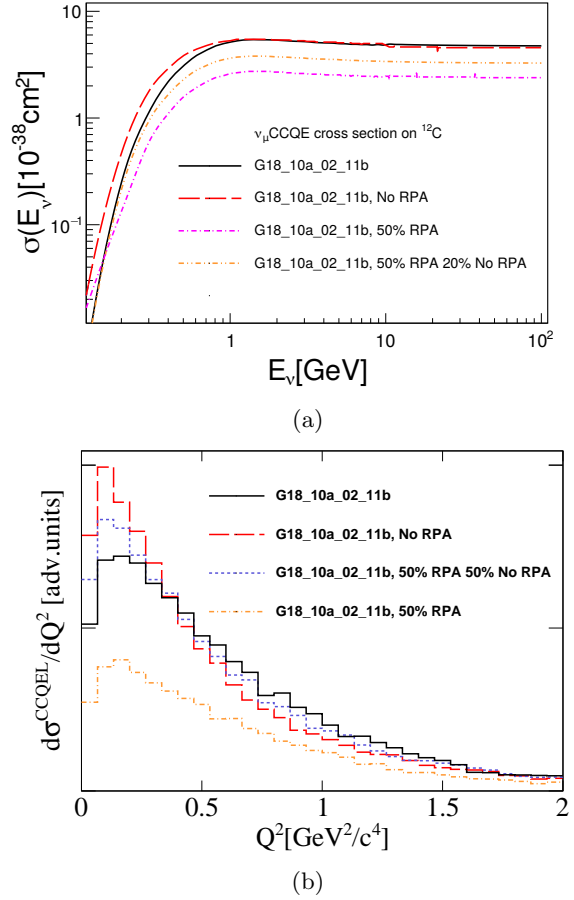 10
1
10⁻¹
σ(E_ν)[10⁻³⁸cm²]
ν_μCCQE cross section on ¹²C
G18_10a_02_11b
G18_10a_02_11b, No RPA
G18_10a_02_11b, 50% RPA
G18_10a_02_11b, 50% RPA 20% No RPA
1 10 10²
E_ν[GeV]
(a)
dσ^CCQEL/dQ² [adv.units]
G18_10a_02_11b
G18_10a_02_11b, No RPA
G18_10a_02_11b, 50% RPA 50% No RPA
G18_10a_02_11b, 50% RPA
0 0.5 1 1.5 2
Q²[GeV²/c⁴]
(b)